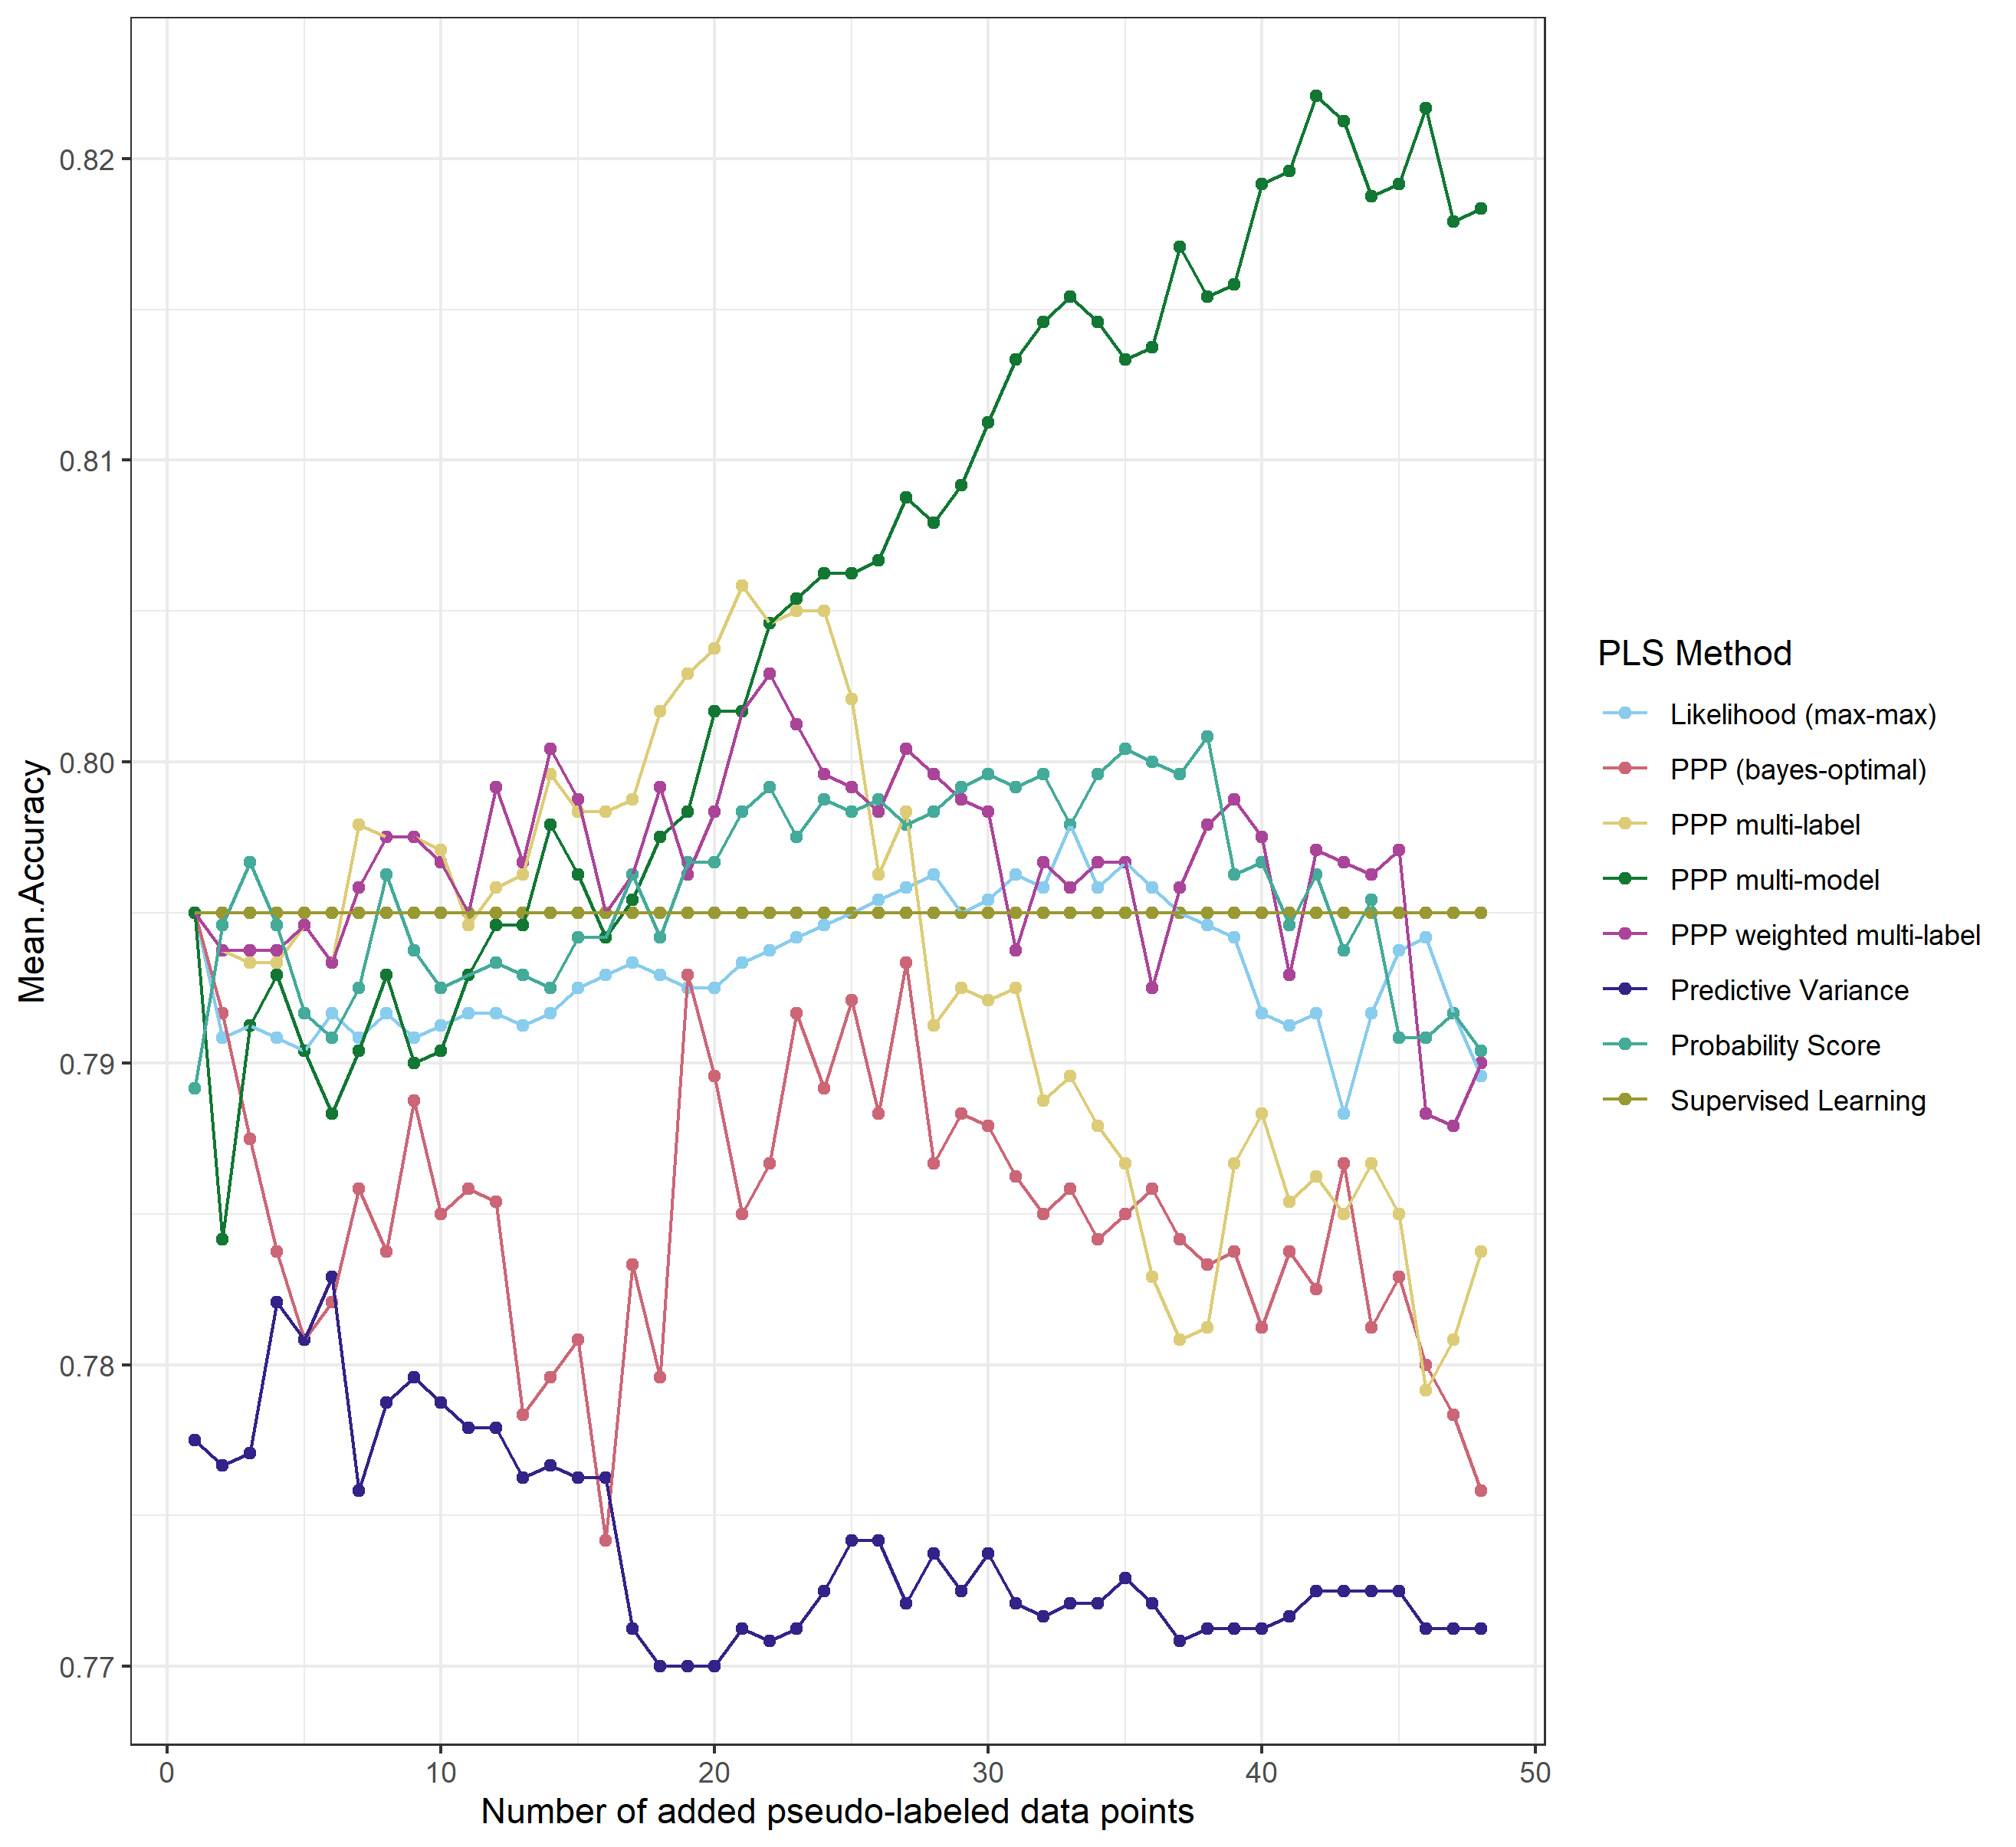 Mean.Accuracy
0.82
0.81
0.80
0.79
0.78
0.77
0
10
20
30
40
50
Number of added pseudo-labeled data points
PLS Method
Likelihood (max-max)
PPP (bayes-optimal)
PPP multi-label
PPP multi-model
PPP weighted multi-label
Predictive Variance
Probability Score
Supervised Learning